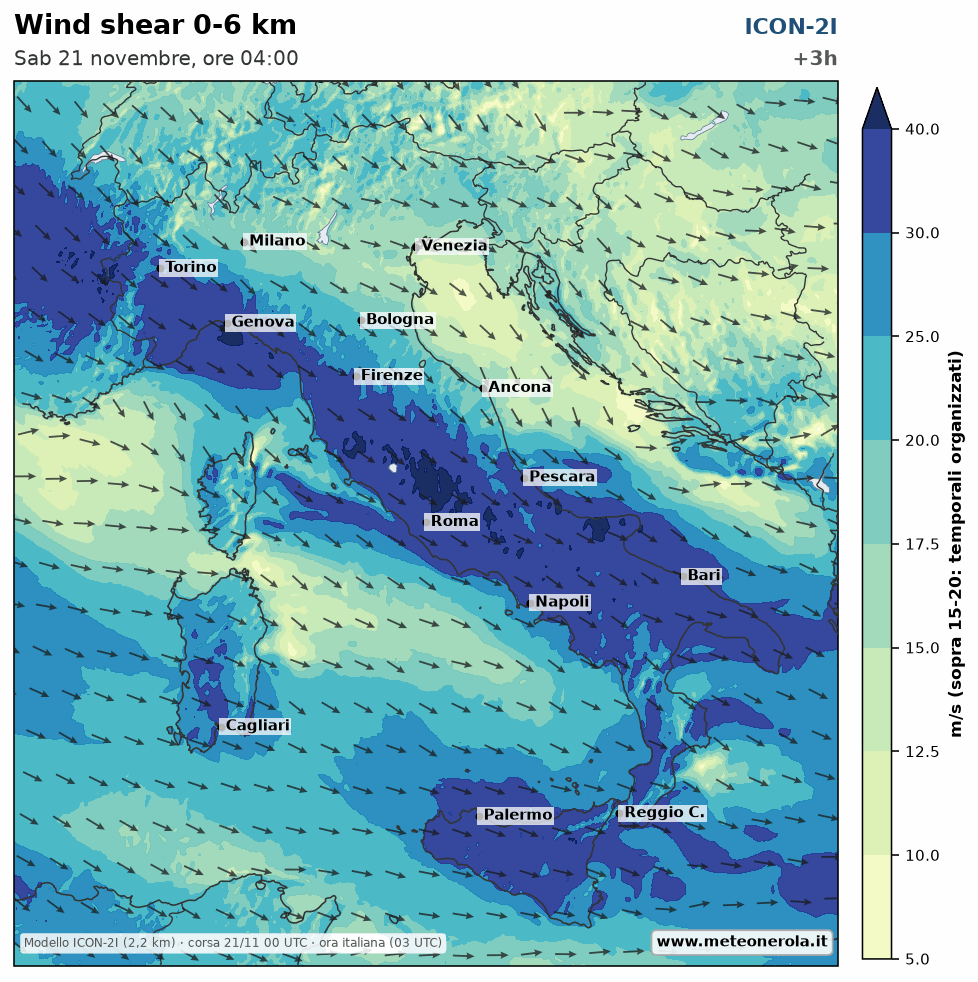 Wind shear 0-6 km
ICON-2I
Sab 21 novembre, ore 04:00
+3h
Milano
Venezia
Torino
Genova
Bologna
Firenze
Ancona
Pescara
Roma
Bari
Napoli
Cagliari
Palermo
Reggio C.
40.0
30.0
25.0
20.0
17.5
15.0
12.5
10.0
5.0
m/s (sopra 15-20: temporali organizzati)
Modello ICON-2I (2,2 km) · corsa 21/11 00 UTC · ora italiana (03 UTC)
www.meteonerola.it